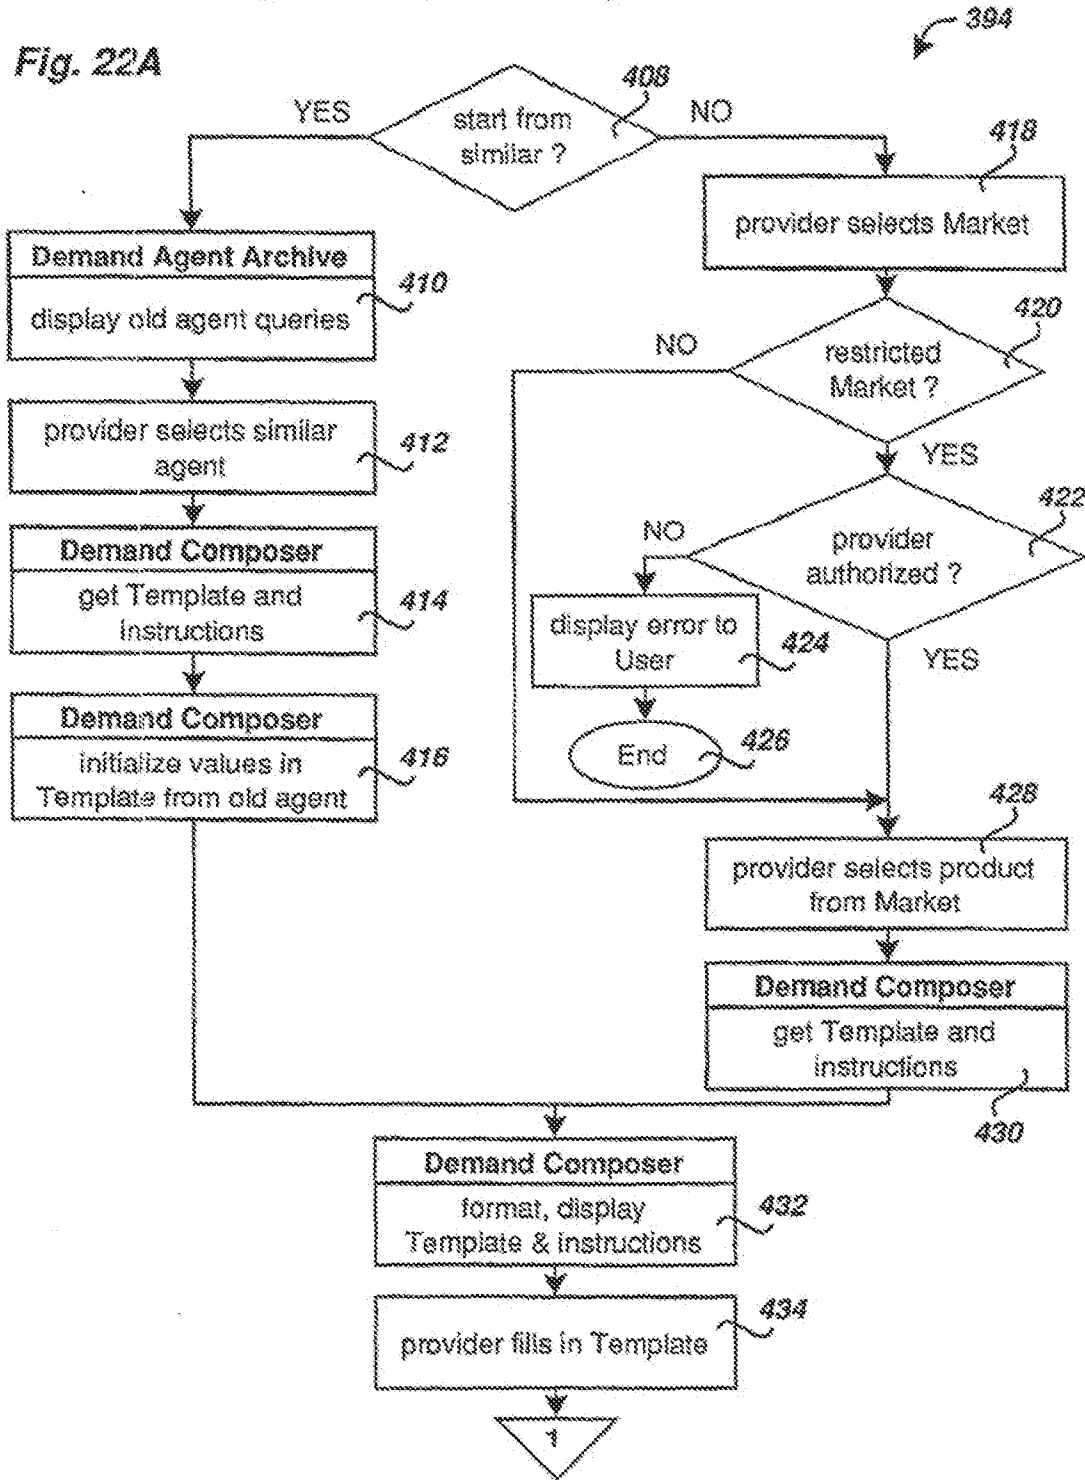 394
Fig. 22A
408
YES
start from
similar ?
NO
418
provider selects Market
Demand Agent Archive
410
display old agent queries
420
NO
restricted
Market ?
YES
provider selects similar
agent
412
422
NO
provider
authorized ?
Demand Composer
get Template and
instructions
414
display error to
User
424
YES
Demand Composer
initialize values in
Template from old agent
416
End
426
428
provider selects product
from Market
Demand Composer
get Template and
instructions
430
Demand Composer
format, display
Template & instructions
432
provider fills in Template
434
1